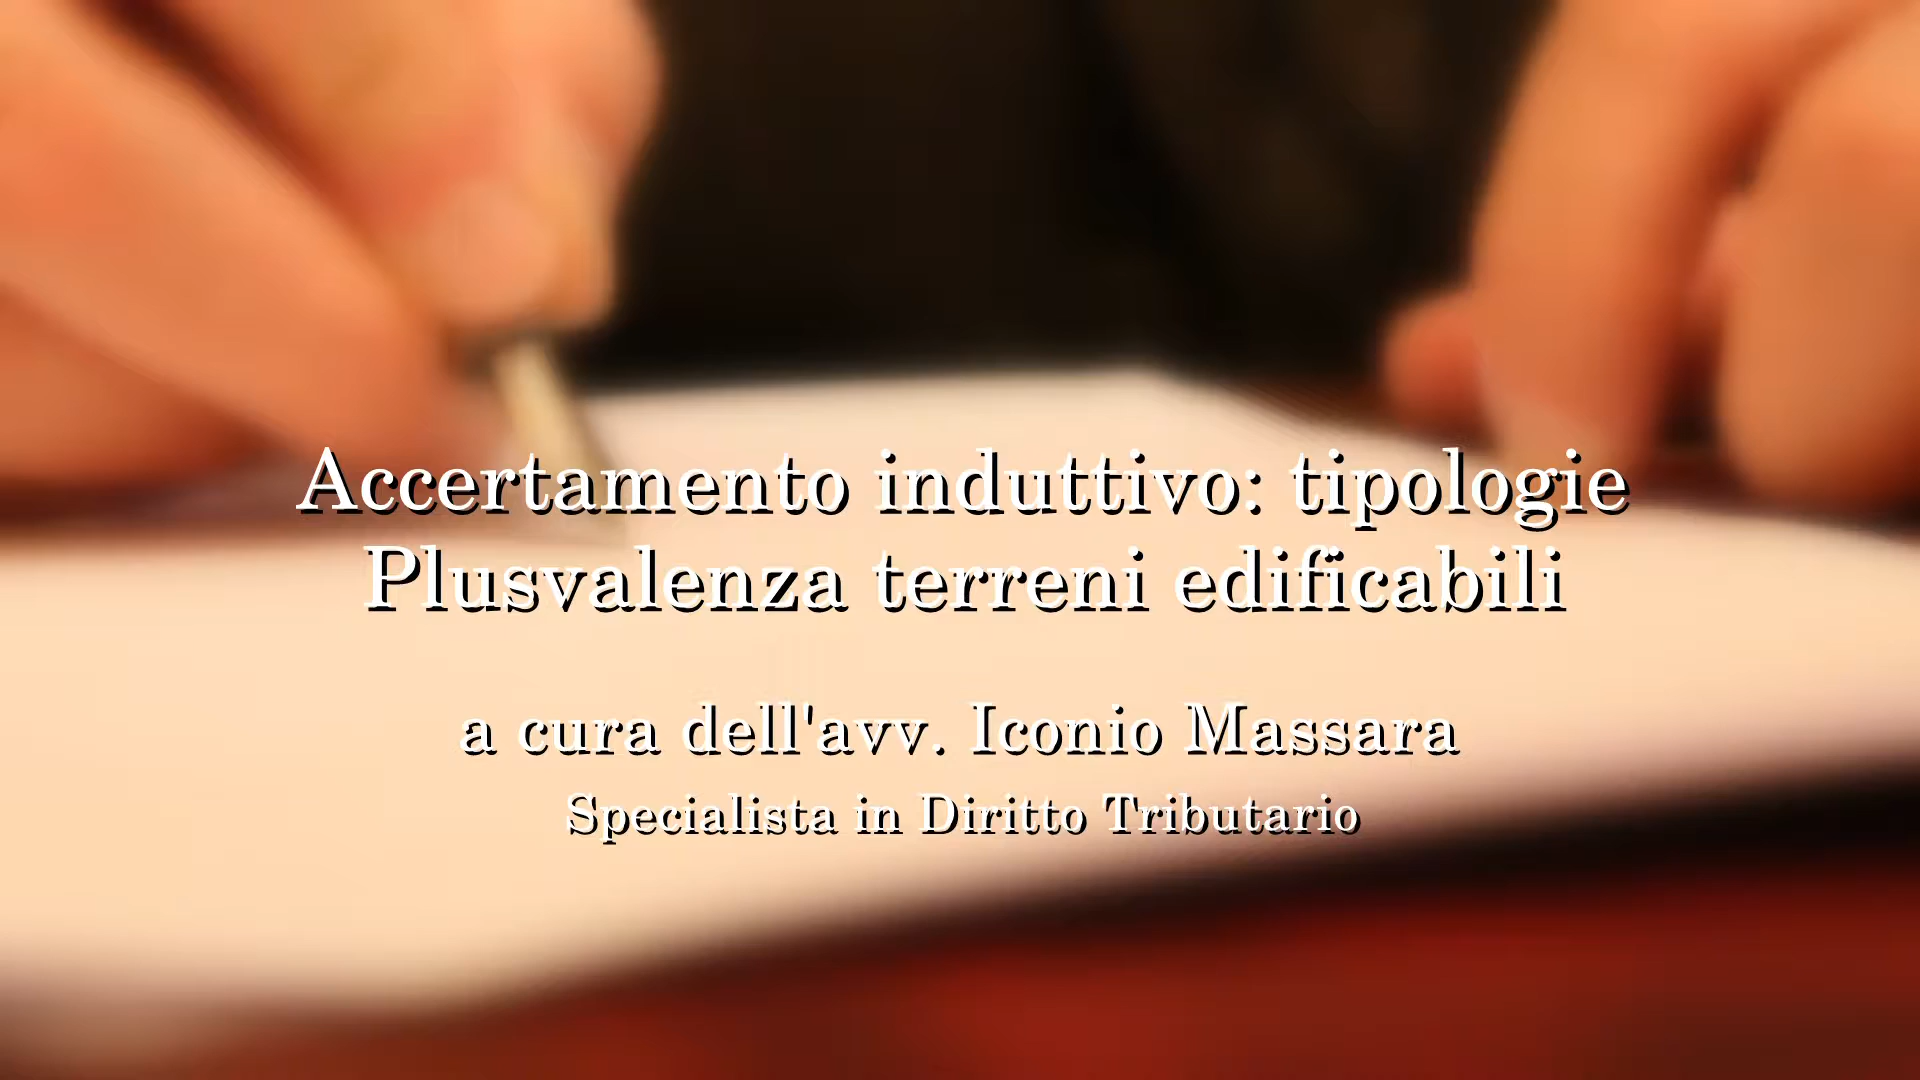 Accertamento induttivo: tipologie
Plusvalenza terreni edificabili
a cura dell'avv. Iconio Massara
Specialista in Diritto Tributario